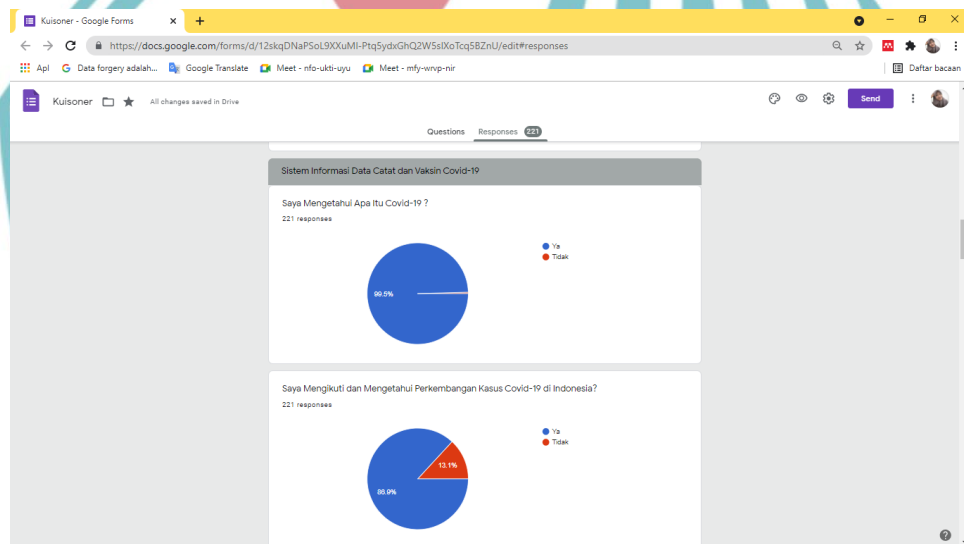 Kuisoner - Google Forms
https://docs.google.com/forms/d/12skqDNaPSoL9XXuMI-Ptq5ydxGhQ2W5slXoTcq5BZnU/edit#responses
Apl Data forgery adalah... Google Translate Meet - nfo-ukti-uyu Meet - mfy-wrvp-nir Daftar bacaan
Kuisoner All changes saved in Drive Send
Questions Responses 221
Sistem Informasi Data Catat dan Vaksin Covid-19
Saya Mengetahui Apa Itu Covid-19 ?
221 responses
Ya
Tidak
99.5%
Saya Mengikuti dan Mengetahui Perkembangan Kasus Covid-19 di Indonesia?
221 responses
Ya
Tidak
13.1%
86.9%